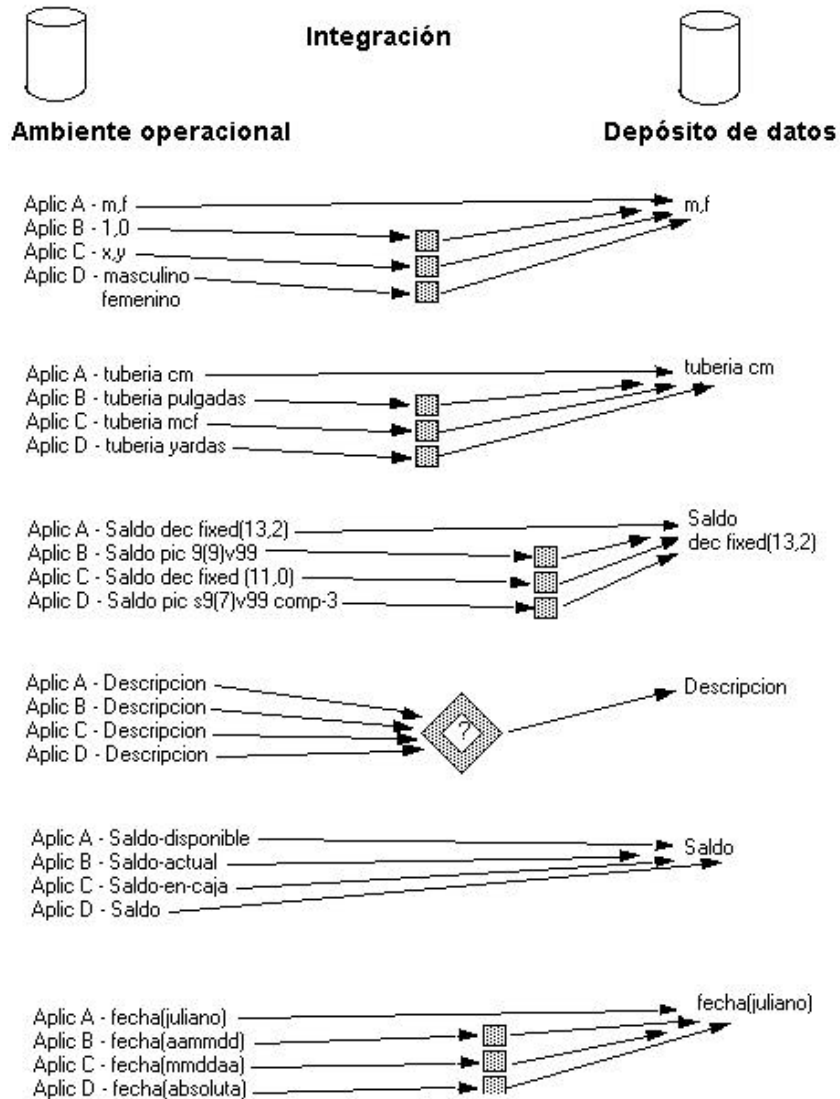 Integración
Ambiente operacional
Depósito de datos
Aplic A - m,f
Aplic B - 1,0
Aplic C - x,y
Aplic D - masculino
femenino
m,f
Aplic A - tuberia cm
Aplic B - tuberia pulgadas
Aplic C - tuberia mcf
Aplic D - tuberia yardas
tuberia cm
Aplic A - Saldo dec fixed(13,2)
Aplic B - Saldo pic 9(9)v99
Aplic C - Saldo dec fixed (11,0)
Aplic D - Saldo pic s9(7)v99 comp-3
Saldo
dec fixed(13,2)
Aplic A - Descripcion
Aplic B - Descripcion
Aplic C - Descripcion
Aplic D - Descripcion
?
Descripcion
Aplic A - Saldo-disponible
Aplic B - Saldo-actual
Aplic C - Saldo-en-caja
Aplic D - Saldo
Saldo
Aplic A - fecha(juliano)
Aplic B - fecha(aammdd)
Aplic C - fecha(mmddaa)
Aplic D - fecha(absoluta)
fecha(juliano)